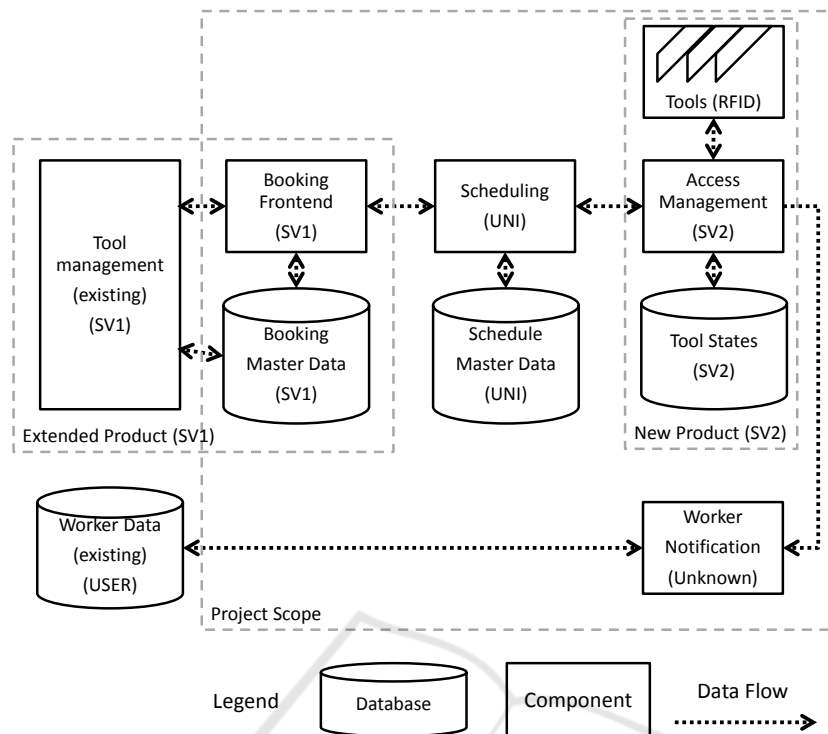 Tools (RFID)
Tool
management
(existing)
(SV1)
Booking
Frontend
(SV1)
Scheduling
(UNI)
Access
Management
(SV2)
Booking
Master Data
(SV1)
Schedule
Master Data
(UNI)
Tool States
(SV2)
Extended Product (SV1)
New Product (SV2)
Worker Data
(existing)
(USER)
Worker
Notification
(Unknown)
Project Scope
Legend
Database
Component
Data Flow